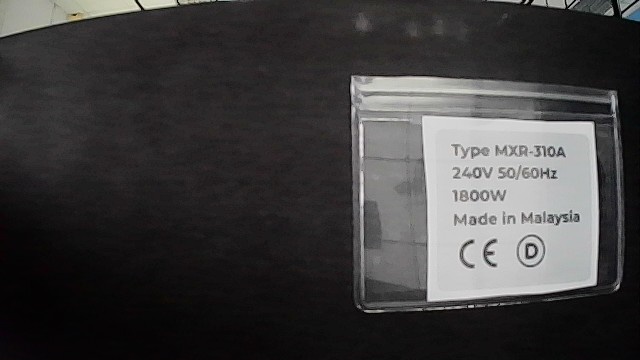 Type MXR-310A
240V 50/60Hz
1800W
Made in Malaysia
CE D